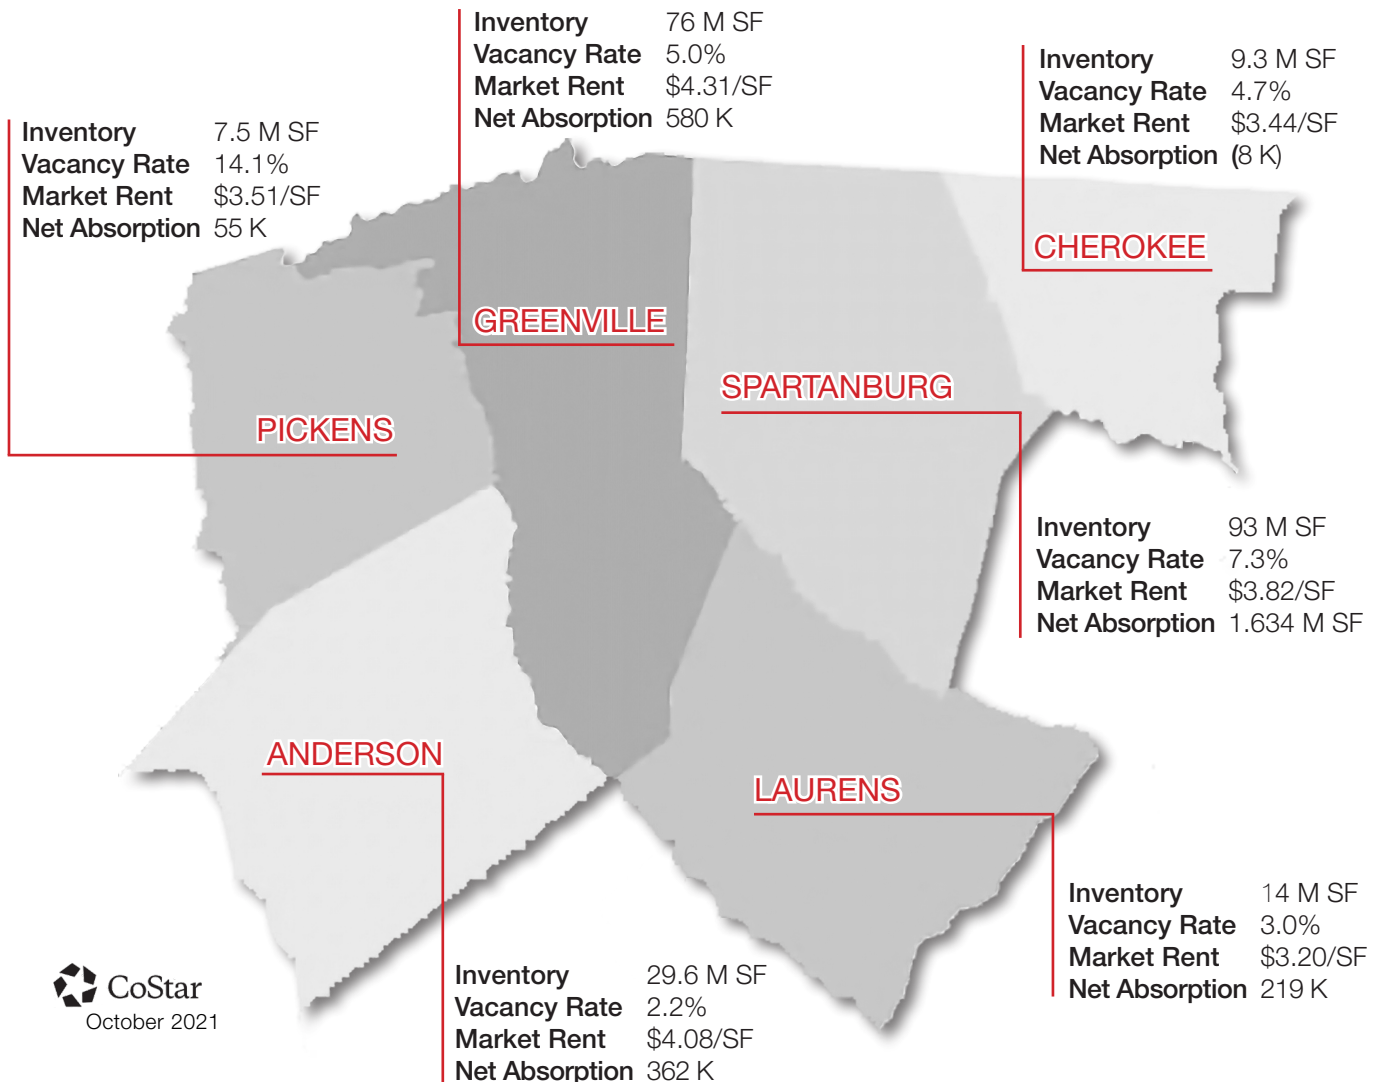 Inventory 76 M SF
Vacancy Rate 5.0%
Market Rent $4.31/SF
Net Absorption 580 K
Inventory 9.3 M SF
Vacancy Rate 4.7%
Market Rent $3.44/SF
Net Absorption (8 K)
Inventory 7.5 M SF
Vacancy Rate 14.1%
Market Rent $3.51/SF
Net Absorption 55 K
CHEROKEE
GREENVILLE
SPARTANBURG
PICKENS
Inventory 93 M SF
Vacancy Rate 7.3%
Market Rent $3.82/SF
Net Absorption 1.634 M SF
ANDERSON
LAURENS
Inventory 14 M SF
Vacancy Rate 3.0%
Market Rent $3.20/SF
Net Absorption 219 K
Inventory 29.6 M SF
Vacancy Rate 2.2%
Market Rent $4.08/SF
Net Absorption 362 K
CoStar
October 2021